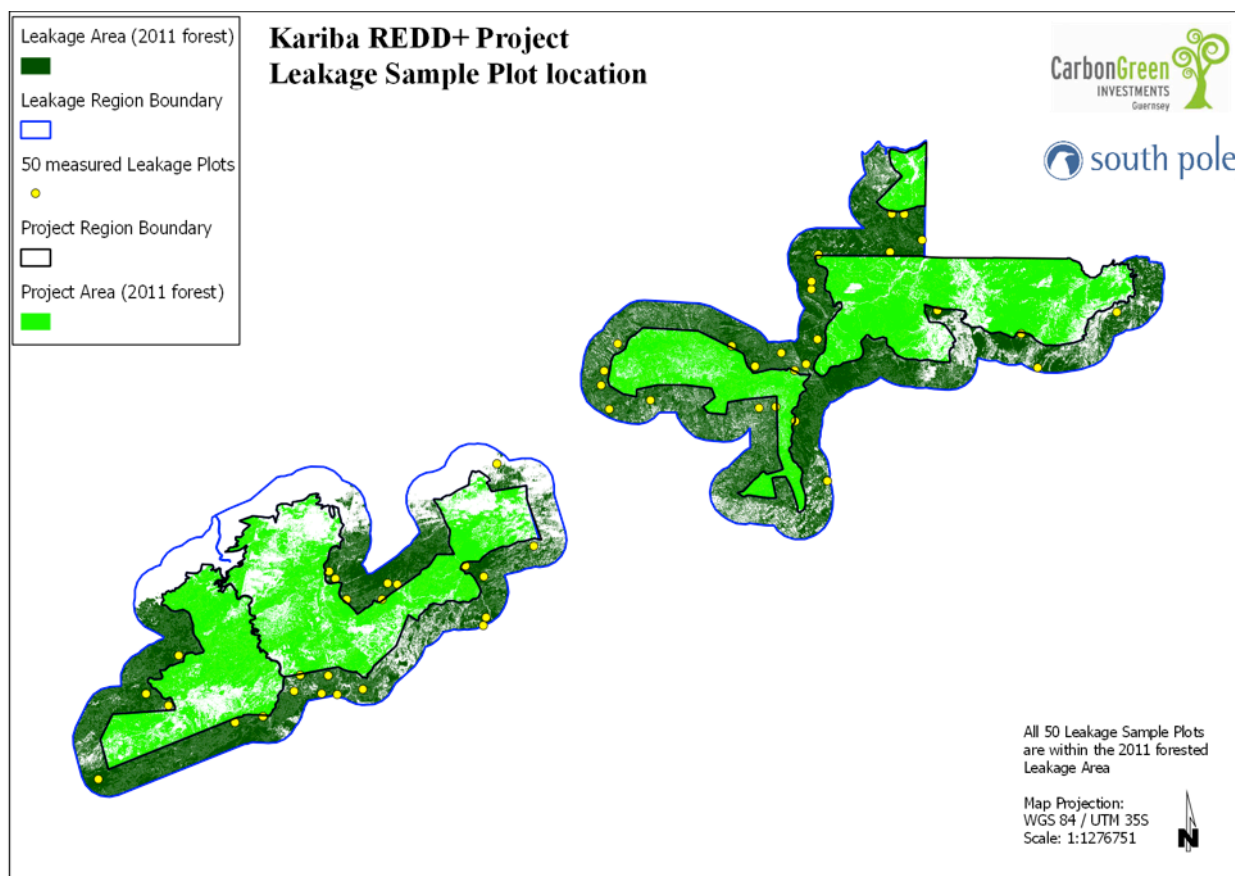 Leakage Area (2011 forest)
Leakage Region Boundary
50 measured Leakage Plots
Project Region Boundary
Project Area (2011 forest)
Kariba REDD+ Project
Leakage Sample Plot location
CarbonGreen
INVESTMENTS
Guernsey
south pole
All 50 Leakage Sample Plots
are within the 2011 forested
Leakage Area
Map Projection:
WGS 84 / UTM 35S
Scale: 1:1276751
N